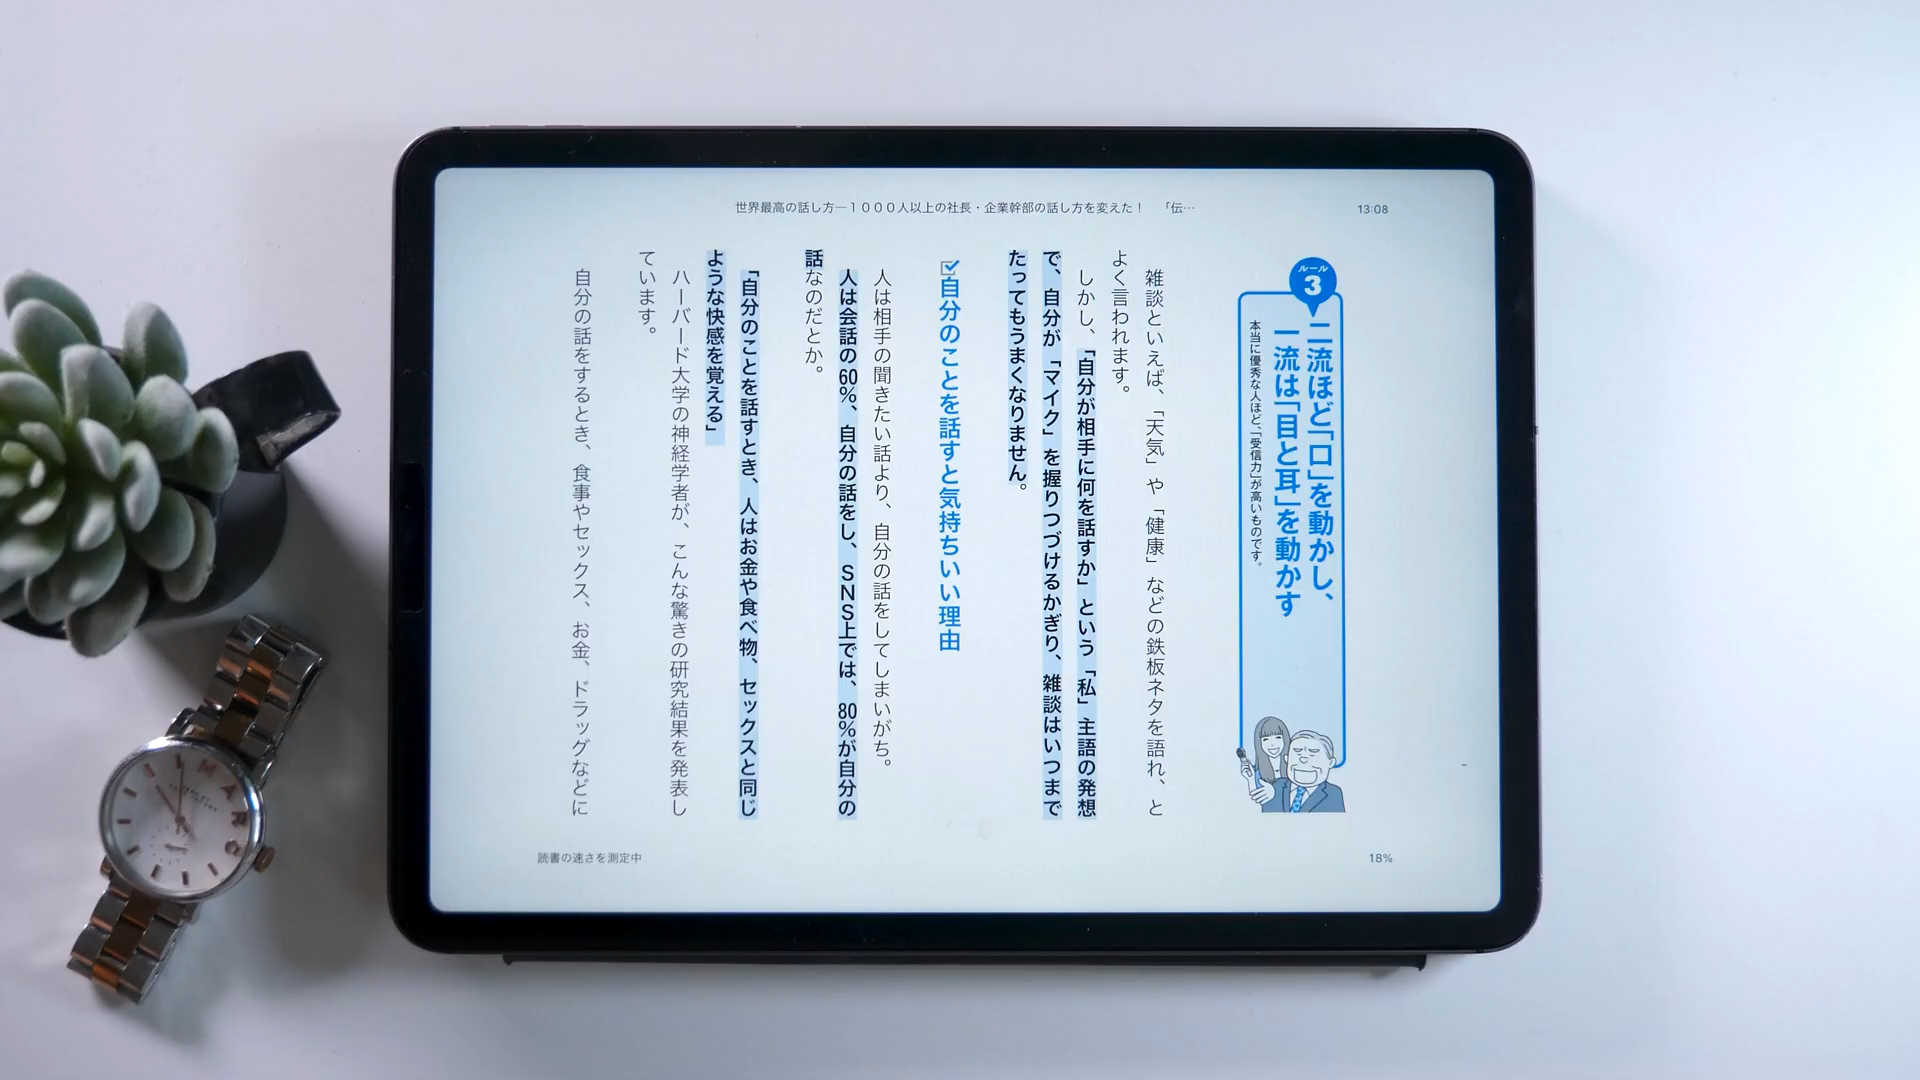 世界最高の話し方―１０００人以上の社長・企業幹部の話し方を変えた！　「伝…
13:08
ルール
3
二流ほど「口」を動かし、
一流は「目と耳」を動かす
本当に優秀な人ほど、「受信力」が高いものです。
雑談といえば、「天気」や「健康」などの鉄板ネタを語れ、と
よく言われます。
しかし、「自分が相手に何を話すか」という「私」主語の発想
で、自分が「マイク」を握りつづけるかぎり、雑談はいつまで
たってもうまくなりません。
自分のことを話すと気持ちいい理由
人は相手の聞きたい話より、自分の話をしてしまいがち。
人は会話の60％、自分の話をし、SNS上では、80％が自分の
話なのだとか。
「自分のことを話すとき、人はお金や食べ物、セックスと同じ
ような快感を覚える」
ハーバード大学の神経学者が、こんな驚きの研究結果を発表し
ています。
自分の話をするとき、食事やセックス、お金、ドラッグなどに
読書の速さを測定中
18%